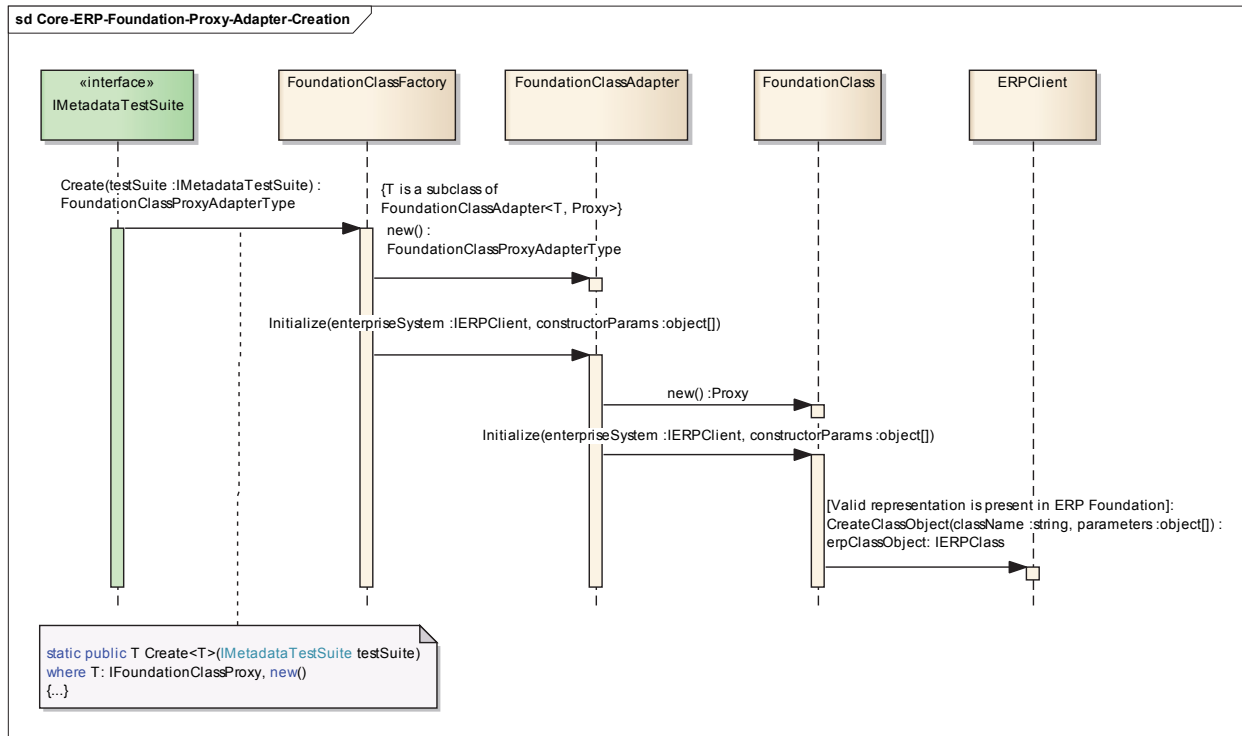 sd Core-ERP-Foundation-Proxy-Adapter-Creation
«interface»
IMetadataTestSuite
FoundationClassFactory
FoundationClassAdapter
FoundationClass
ERPClient
Create(testSuite :IMetadataTestSuite) :
FoundationClassProxyAdapterType
{T is a subclass of
FoundationClassAdapter<T, Proxy>}
new() :
FoundationClassProxyAdapterType
Initialize(enterpriseSystem :IERPClient, constructorParams :object[])
new() :Proxy
Initialize(enterpriseSystem :IERPClient, constructorParams :object[])
[Valid representation is present in ERP Foundation]:
CreateClassObject(className :string, parameters :object[]) :
erpClassObject: IERPClass
static public T Create<T>(IMetadataTestSuite testSuite)
where T: IFoundationClassProxy, new()
{...}